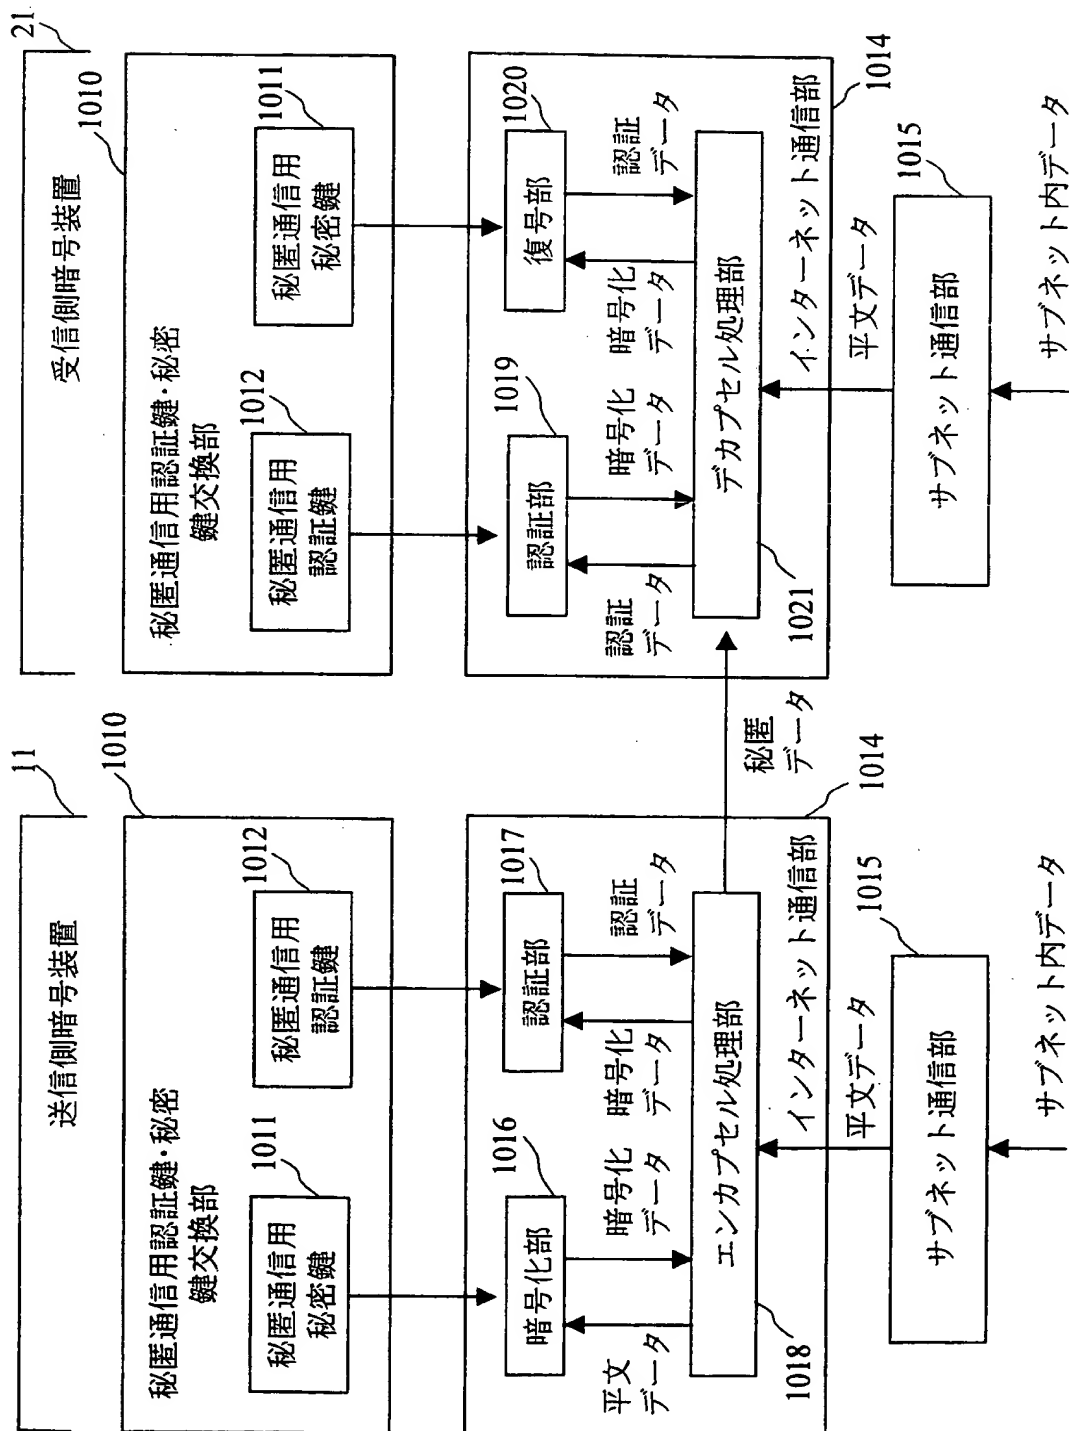 送信側暗号装置
11
1010
秘匿通信用認証鍵・秘密
鍵交換部
1011
秘匿通信用
秘密鍵
1012
秘匿通信用
認証鍵
1016
暗号化部
1017
認証部
平文
データ
暗号化
データ
暗号化
データ
認証
データ
エンカプセル処理部
1018
インターネット通信部
1014
平文データ
サブネット通信部
1015
サブネット内データ
秘匿
データ
受信側暗号装置
21
1010
秘匿通信用認証鍵・秘密
鍵交換部
1012
秘匿通信用
認証鍵
1011
秘匿通信用
秘密鍵
1019
認証部
1020
復号部
認証
データ
暗号化
データ
暗号化
データ
認証
データ
デカプセル処理部
1021
インターネット通信部
1014
平文データ
サブネット通信部
1015
サブネット内データ